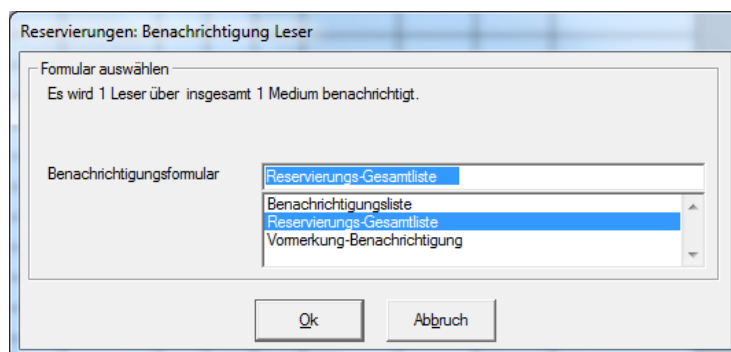 Reservierungen: Benachrichtigung Leser
Formular auswählen
Es wird 1 Leser über insgesamt 1 Medium benachrichtigt.
Benachrichtigungsformular
Reservierungs-Gesamtliste
Benachrichtigungsliste
Reservierungs-Gesamtliste
Vormerkung-Benachrichtigung
Ok
Abbruch